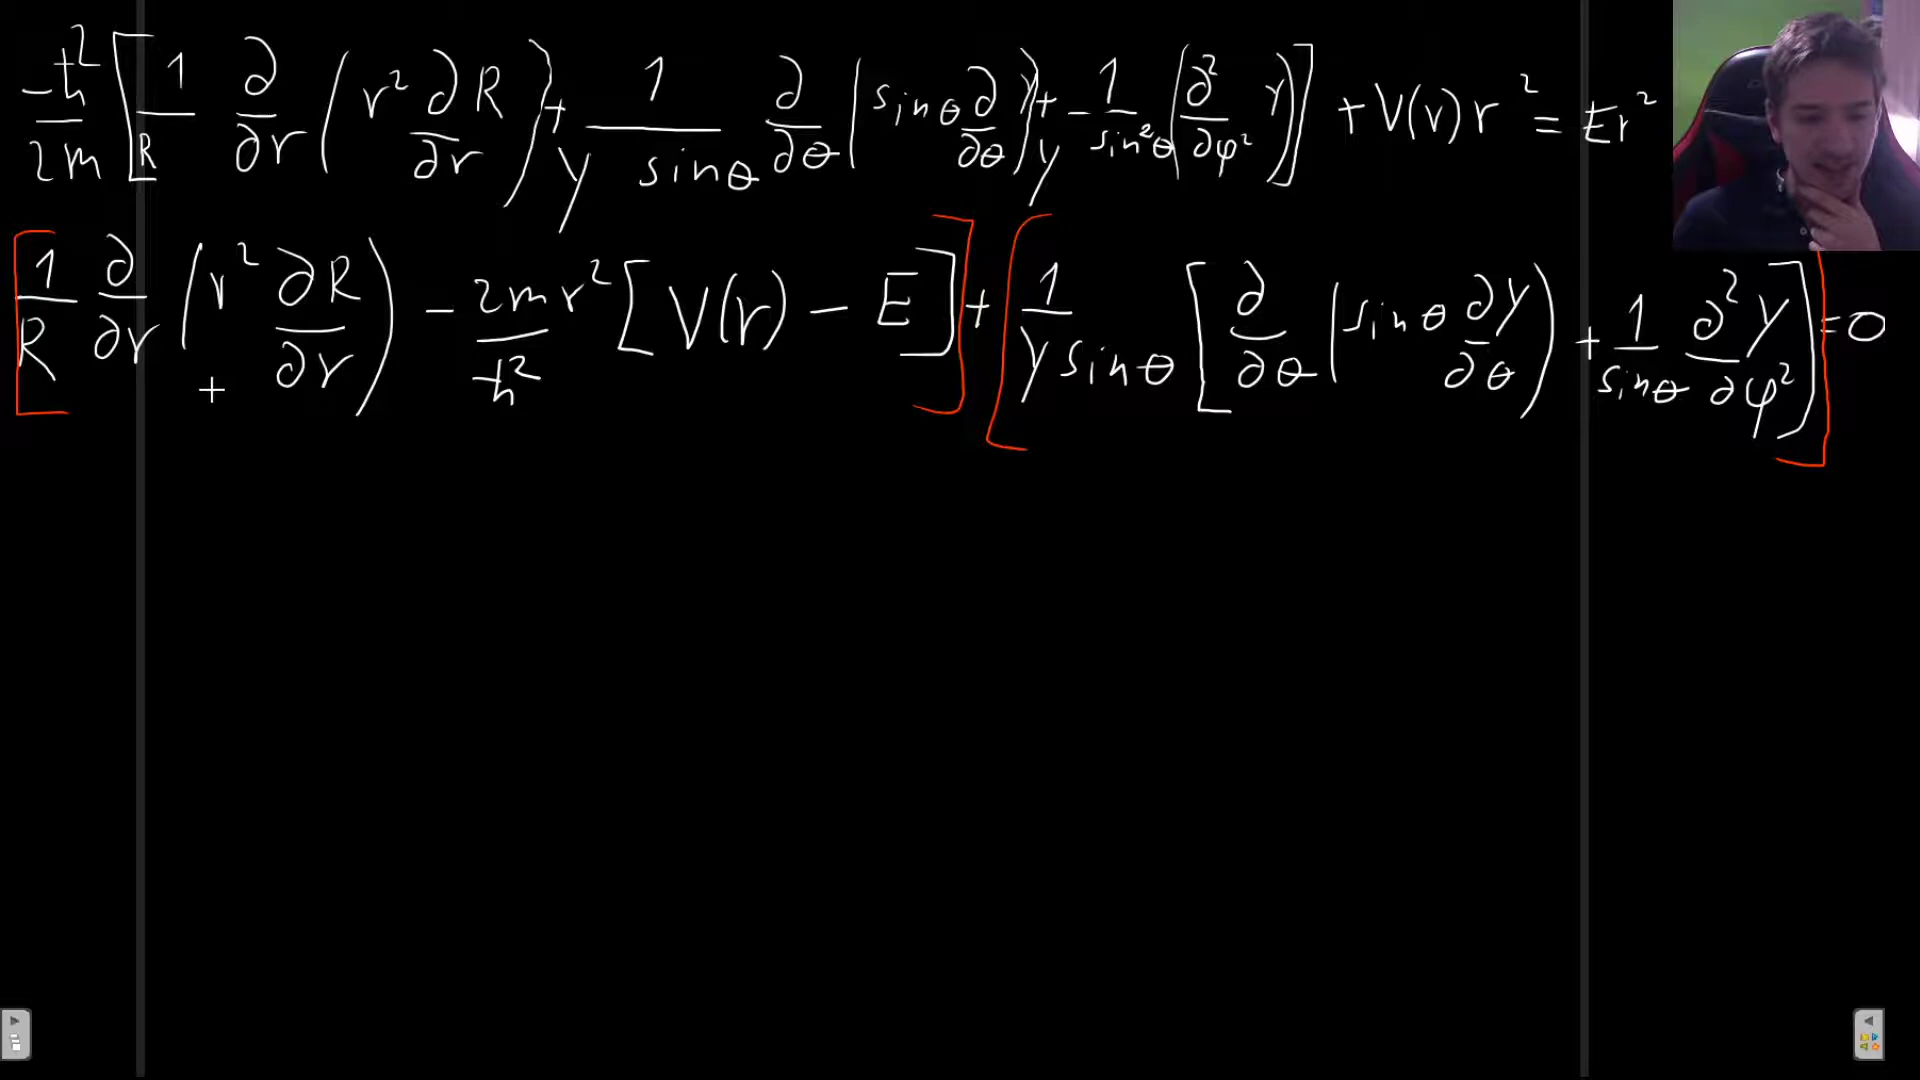 -ħ²/2m [1/R ∂/∂r (r² ∂R/∂r) + 1/(Y sinθ) ∂/∂θ (sinθ ∂/∂θ Y) + 1/(Y sin²θ) (∂²/∂φ² Y)] + V(r) r² = Er²
[1/R ∂/∂r (r² ∂R/∂r) - 2mr²/ħ² [V(r) - E]] + [1/(Y sinθ) [∂/∂θ (sinθ ∂Y/∂θ) + 1/sinθ ∂²Y/∂φ²]] = 0